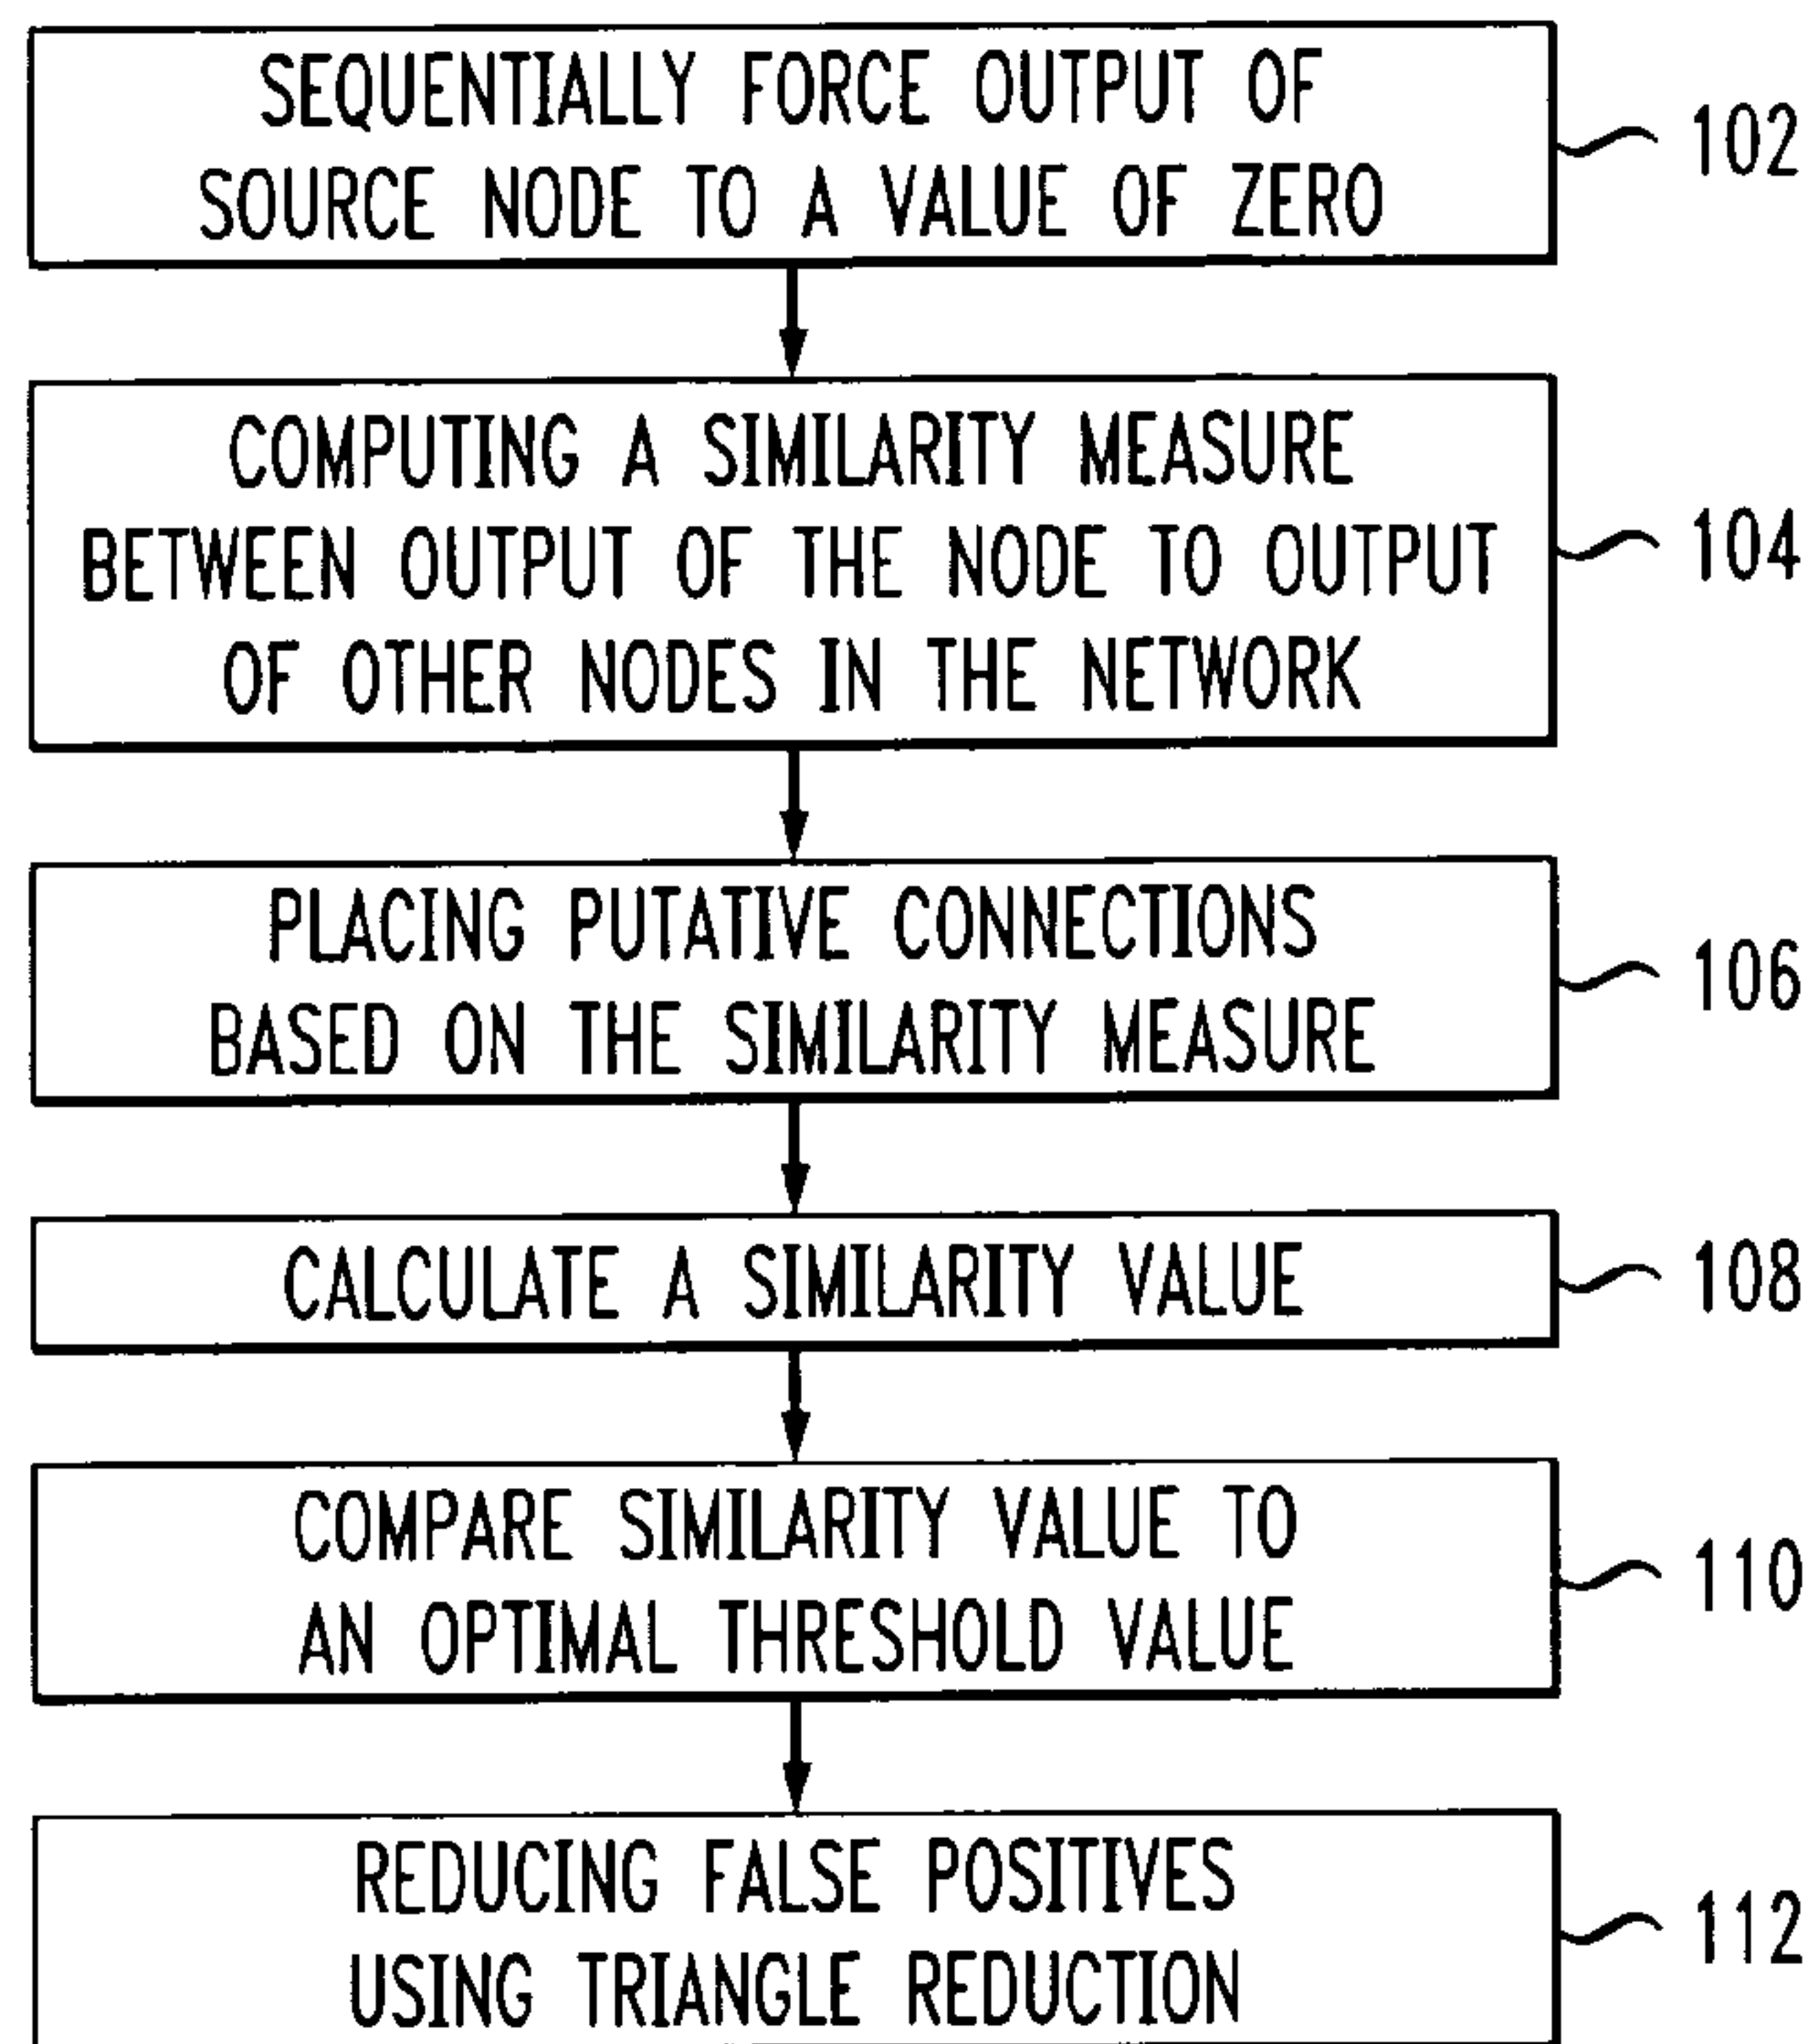 SEQUENTIALLY FORCE OUTPUT OF
SOURCE NODE TO A VALUE OF ZERO
102
COMPUTING A SIMILARITY MEASURE
BETWEEN OUTPUT OF THE NODE TO OUTPUT
OF OTHER NODES IN THE NETWORK
104
PLACING PUTATIVE CONNECTIONS
BASED ON THE SIMILARITY MEASURE
106
CALCULATE A SIMILARITY VALUE
108
COMPARE SIMILARITY VALUE TO
AN OPTIMAL THRESHOLD VALUE
110
REDUCING FALSE POSITIVES
USING TRIANGLE REDUCTION
112